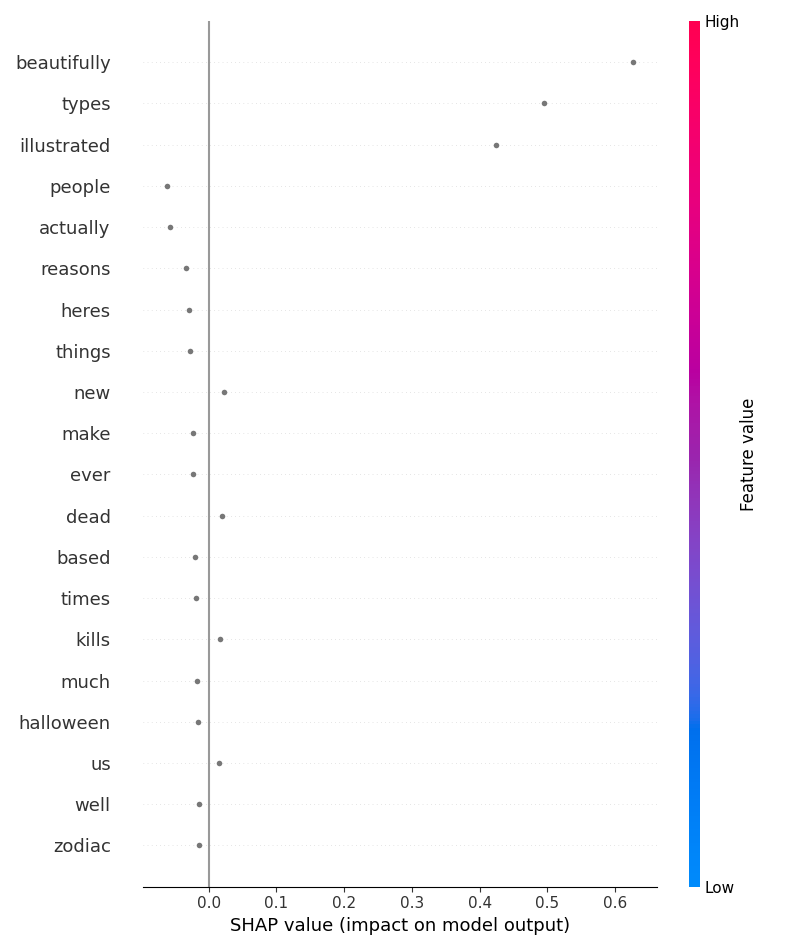 High
beautifully
types
illustrated
people
actually
reasons
heres
things
new
make
ever
dead
based
times
kills
much
halloween
us
well
zodiac
Feature value
Low
0.0 0.1 0.2 0.3 0.4 0.5 0.6
SHAP value (impact on model output)